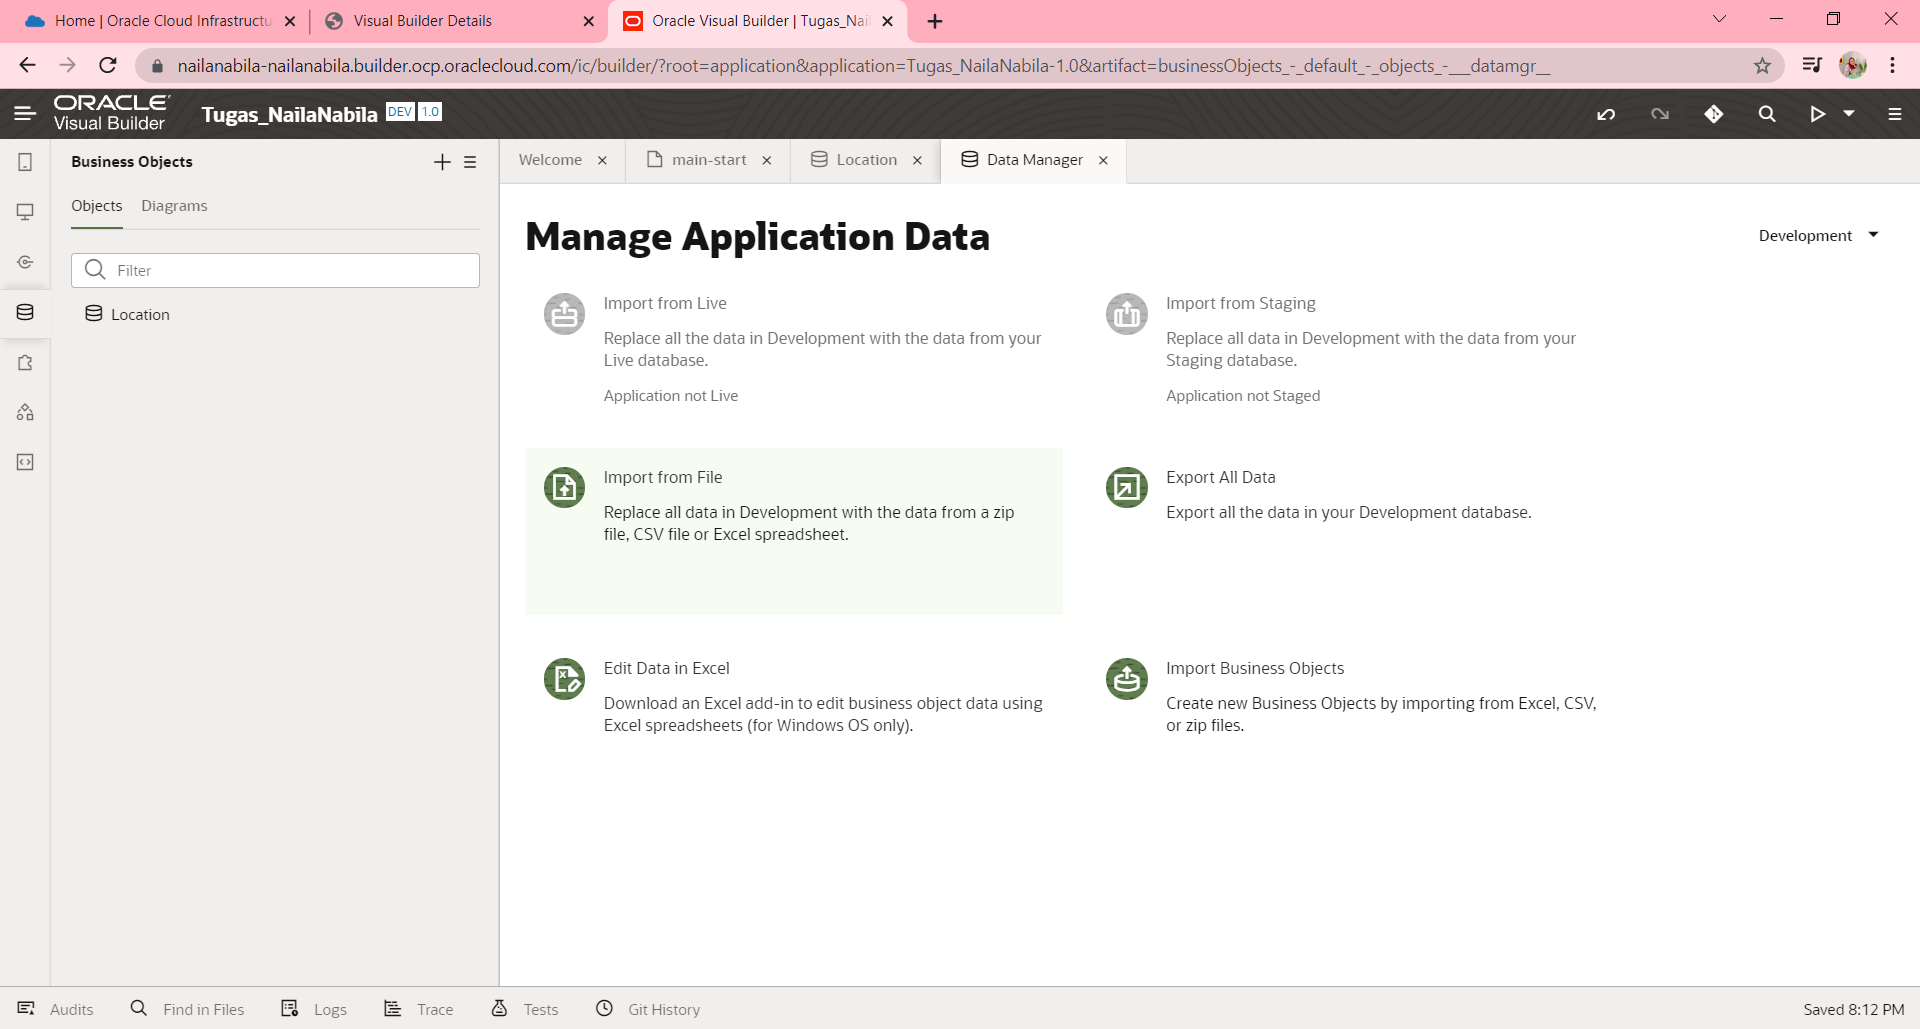 Home | Oracle Cloud Infrastructu
Visual Builder Details
Oracle Visual Builder | Tugas_Nail
nailanabila-nailanabila.builder.ocp.oraclecloud.com/ic/builder/?root=application&application=Tugas_NailaNabila-1.0&artifact=businessObjects_-_default_-_objects_-___datamgr__
ORACLE
Visual Builder
Tugas_NailaNabila DEV 1.0
Business Objects
Welcome
main-start
Location
Data Manager
Objects
Diagrams
Filter
Location
Manage Application Data
Development
Import from Live
Replace all the data in Development with the data from your
Live database.
Application not Live
Import from Staging
Replace all data in Development with the data from your
Staging database.
Application not Staged
Import from File
Replace all data in Development with the data from a zip
file, CSV file or Excel spreadsheet.
Export All Data
Export all the data in your Development database.
Edit Data in Excel
Download an Excel add-in to edit business object data using
Excel spreadsheets (for Windows OS only).
Import Business Objects
Create new Business Objects by importing from Excel, CSV,
or zip files.
Audits
Find in Files
Logs
Trace
Tests
Git History
Saved 8:12 PM